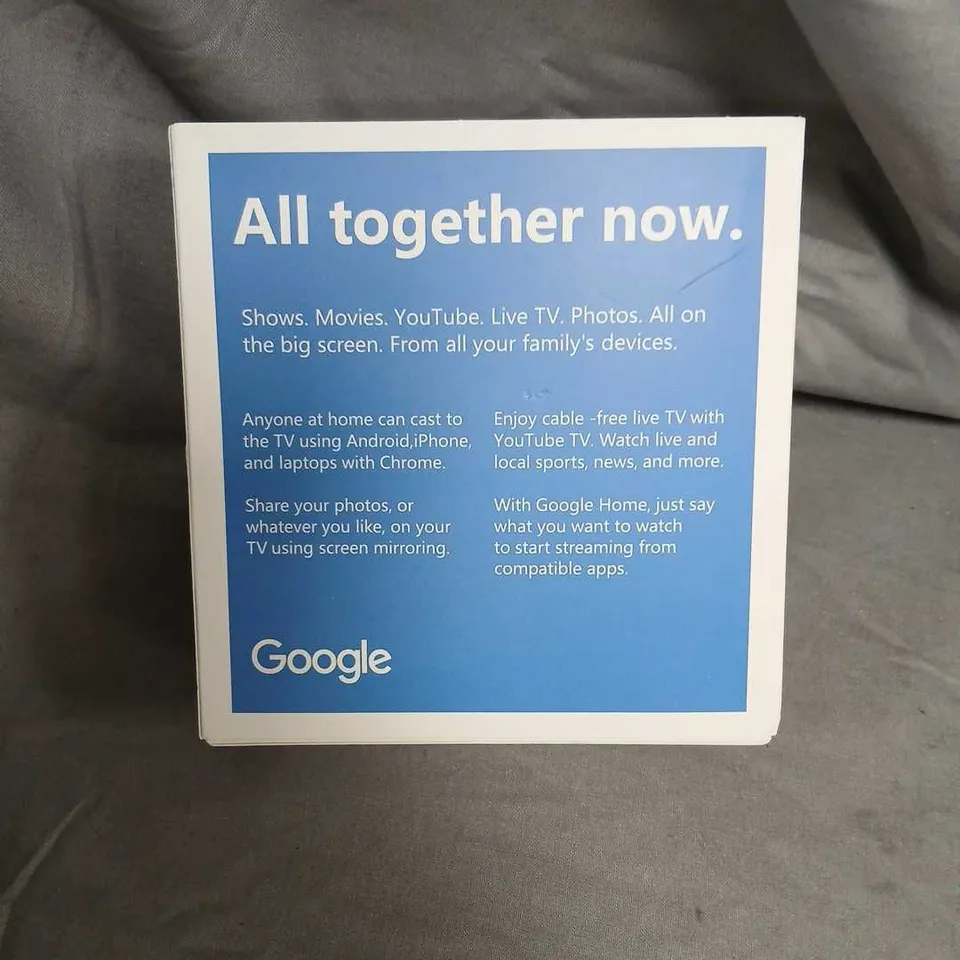 All together now.
Shows. Movies. YouTube. Live TV. Photos. All on
the big screen. From all your family's devices.
Anyone at home can cast to
the TV using Android,iPhone,
and laptops with Chrome.
Share your photos, or
whatever you like, on your
TV using screen mirroring.
Enjoy cable -free live TV with
YouTube TV. Watch live and
local sports, news, and more.
With Google Home, just say
what you want to watch
to start streaming from
compatible apps.
Google